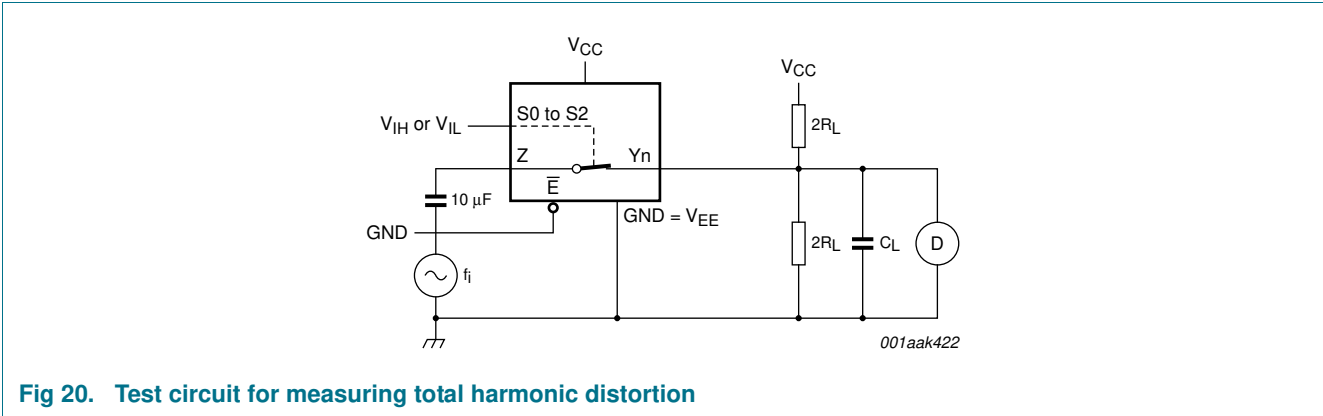 VCC
VCC
S0 to S2
2RL
VIH or VIL
Z
Yn
E̅
10 μF
GND = VEE
GND
2RL
CL
D
fi
001aak422
Fig 20. Test circuit for measuring total harmonic distortion